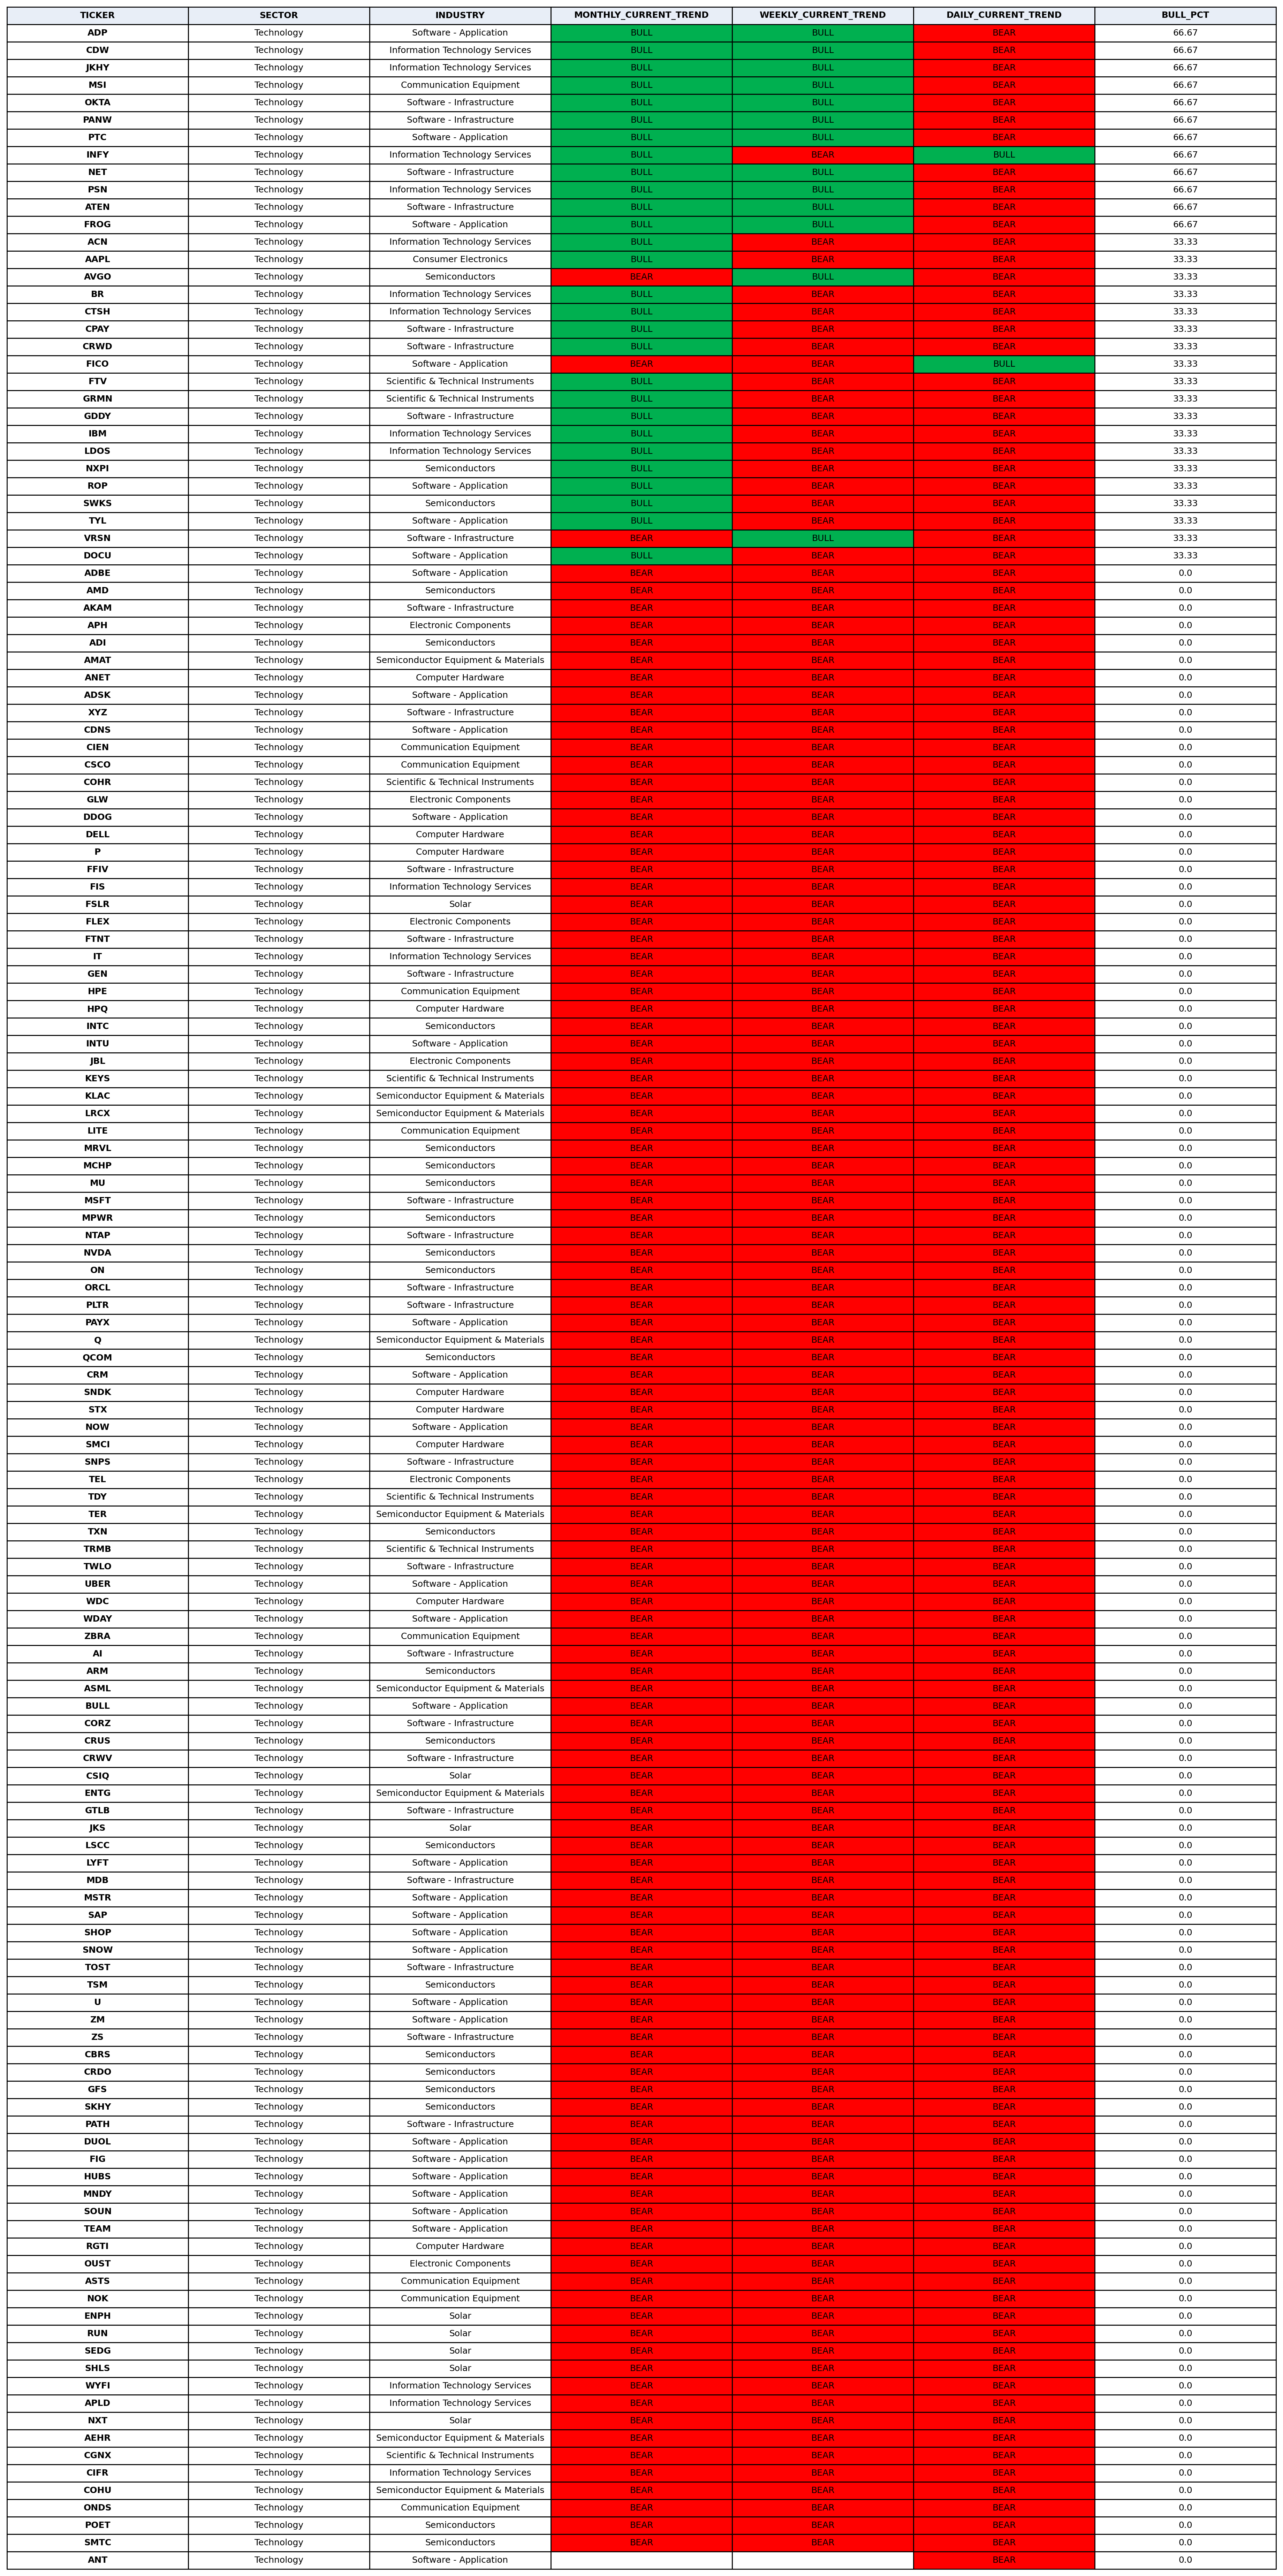 TICKER SECTOR INDUSTRY MONTHLY_CURRENT_TREND WEEKLY_CURRENT_TREND DAILY_CURRENT_TREND BULL_PCT
ADP Technology Software - Application BULL BULL BEAR 66.67
CDW Technology Information Technology Services BULL BULL BEAR 66.67
JKHY Technology Information Technology Services BULL BULL BEAR 66.67
MSI Technology Communication Equipment BULL BULL BEAR 66.67
OKTA Technology Software - Infrastructure BULL BULL BEAR 66.67
PANW Technology Software - Infrastructure BULL BULL BEAR 66.67
PTC Technology Software - Application BULL BULL BEAR 66.67
INFY Technology Information Technology Services BULL BEAR BULL 66.67
NET Technology Software - Infrastructure BULL BULL BEAR 66.67
PSN Technology Information Technology Services BULL BULL BEAR 66.67
ATEN Technology Software - Infrastructure BULL BULL BEAR 66.67
FROG Technology Software - Application BULL BULL BEAR 66.67
ACN Technology Information Technology Services BULL BEAR BEAR 33.33
AAPL Technology Consumer Electronics BULL BEAR BEAR 33.33
AVGO Technology Semiconductors BEAR BULL BEAR 33.33
BR Technology Information Technology Services BULL BEAR BEAR 33.33
CTSH Technology Information Technology Services BULL BEAR BEAR 33.33
CPAY Technology Software - Infrastructure BULL BEAR BEAR 33.33
CRWD Technology Software - Infrastructure BULL BEAR BEAR 33.33
FICO Technology Software - Application BEAR BEAR BULL 33.33
FTV Technology Scientific & Technical Instruments BULL BEAR BEAR 33.33
GRMN Technology Scientific & Technical Instruments BULL BEAR BEAR 33.33
GDDY Technology Software - Infrastructure BULL BEAR BEAR 33.33
IBM Technology Information Technology Services BULL BEAR BEAR 33.33
LDOS Technology Information Technology Services BULL BEAR BEAR 33.33
NXPI Technology Semiconductors BULL BEAR BEAR 33.33
ROP Technology Software - Application BULL BEAR BEAR 33.33
SWKS Technology Semiconductors BULL BEAR BEAR 33.33
TYL Technology Software - Application BULL BEAR BEAR 33.33
VRSN Technology Software - Infrastructure BEAR BULL BEAR 33.33
DOCU Technology Software - Application BULL BEAR BEAR 33.33
ADBE Technology Software - Application BEAR BEAR BEAR 0.0
AMD Technology Semiconductors BEAR BEAR BEAR 0.0
AKAM Technology Software - Infrastructure BEAR BEAR BEAR 0.0
APH Technology Electronic Components BEAR BEAR BEAR 0.0
ADI Technology Semiconductors BEAR BEAR BEAR 0.0
AMAT Technology Semiconductor Equipment & Materials BEAR BEAR BEAR 0.0
ANET Technology Computer Hardware BEAR BEAR BEAR 0.0
ADSK Technology Software - Application BEAR BEAR BEAR 0.0
XYZ Technology Software - Infrastructure BEAR BEAR BEAR 0.0
CDNS Technology Software - Application BEAR BEAR BEAR 0.0
CIEN Technology Communication Equipment BEAR BEAR BEAR 0.0
CSCO Technology Communication Equipment BEAR BEAR BEAR 0.0
COHR Technology Scientific & Technical Instruments BEAR BEAR BEAR 0.0
GLW Technology Electronic Components BEAR BEAR BEAR 0.0
DDOG Technology Software - Application BEAR BEAR BEAR 0.0
DELL Technology Computer Hardware BEAR BEAR BEAR 0.0
P Technology Computer Hardware BEAR BEAR BEAR 0.0
FFIV Technology Software - Infrastructure BEAR BEAR BEAR 0.0
FIS Technology Information Technology Services BEAR BEAR BEAR 0.0
FSLR Technology Solar BEAR BEAR BEAR 0.0
FLEX Technology Electronic Components BEAR BEAR BEAR 0.0
FTNT Technology Software - Infrastructure BEAR BEAR BEAR 0.0
IT Technology Information Technology Services BEAR BEAR BEAR 0.0
GEN Technology Software - Infrastructure BEAR BEAR BEAR 0.0
HPE Technology Communication Equipment BEAR BEAR BEAR 0.0
HPQ Technology Computer Hardware BEAR BEAR BEAR 0.0
INTC Technology Semiconductors BEAR BEAR BEAR 0.0
INTU Technology Software - Application BEAR BEAR BEAR 0.0
JBL Technology Electronic Components BEAR BEAR BEAR 0.0
KEYS Technology Scientific & Technical Instruments BEAR BEAR BEAR 0.0
KLAC Technology Semiconductor Equipment & Materials BEAR BEAR BEAR 0.0
LRCX Technology Semiconductor Equipment & Materials BEAR BEAR BEAR 0.0
LITE Technology Communication Equipment BEAR BEAR BEAR 0.0
MRVL Technology Semiconductors BEAR BEAR BEAR 0.0
MCHP Technology Semiconductors BEAR BEAR BEAR 0.0
MU Technology Semiconductors BEAR BEAR BEAR 0.0
MSFT Technology Software - Infrastructure BEAR BEAR BEAR 0.0
MPWR Technology Semiconductors BEAR BEAR BEAR 0.0
NTAP Technology Software - Infrastructure BEAR BEAR BEAR 0.0
NVDA Technology Semiconductors BEAR BEAR BEAR 0.0
ON Technology Semiconductors BEAR BEAR BEAR 0.0
ORCL Technology Software - Infrastructure BEAR BEAR BEAR 0.0
PLTR Technology Software - Infrastructure BEAR BEAR BEAR 0.0
PAYX Technology Software - Application BEAR BEAR BEAR 0.0
Q Technology Semiconductor Equipment & Materials BEAR BEAR BEAR 0.0
QCOM Technology Semiconductors BEAR BEAR BEAR 0.0
CRM Technology Software - Application BEAR BEAR BEAR 0.0
SNDK Technology Computer Hardware BEAR BEAR BEAR 0.0
STX Technology Computer Hardware BEAR BEAR BEAR 0.0
NOW Technology Software - Application BEAR BEAR BEAR 0.0
SMCI Technology Computer Hardware BEAR BEAR BEAR 0.0
SNPS Technology Software - Infrastructure BEAR BEAR BEAR 0.0
TEL Technology Electronic Components BEAR BEAR BEAR 0.0
TDY Technology Scientific & Technical Instruments BEAR BEAR BEAR 0.0
TER Technology Semiconductor Equipment & Materials BEAR BEAR BEAR 0.0
TXN Technology Semiconductors BEAR BEAR BEAR 0.0
TRMB Technology Scientific & Technical Instruments BEAR BEAR BEAR 0.0
TWLO Technology Software - Infrastructure BEAR BEAR BEAR 0.0
UBER Technology Software - Application BEAR BEAR BEAR 0.0
WDC Technology Computer Hardware BEAR BEAR BEAR 0.0
WDAY Technology Software - Application BEAR BEAR BEAR 0.0
ZBRA Technology Communication Equipment BEAR BEAR BEAR 0.0
AI Technology Software - Infrastructure BEAR BEAR BEAR 0.0
ARM Technology Semiconductors BEAR BEAR BEAR 0.0
ASML Technology Semiconductor Equipment & Materials BEAR BEAR BEAR 0.0
BULL Technology Software - Application BEAR BEAR BEAR 0.0
CORZ Technology Software - Infrastructure BEAR BEAR BEAR 0.0
CRUS Technology Semiconductors BEAR BEAR BEAR 0.0
CRWV Technology Software - Infrastructure BEAR BEAR BEAR 0.0
CSIQ Technology Solar BEAR BEAR BEAR 0.0
ENTG Technology Semiconductor Equipment & Materials BEAR BEAR BEAR 0.0
GTLB Technology Software - Infrastructure BEAR BEAR BEAR 0.0
JKS Technology Solar BEAR BEAR BEAR 0.0
LSCC Technology Semiconductors BEAR BEAR BEAR 0.0
LYFT Technology Software - Application BEAR BEAR BEAR 0.0
MDB Technology Software - Infrastructure BEAR BEAR BEAR 0.0
MSTR Technology Software - Application BEAR BEAR BEAR 0.0
SAP Technology Software - Application BEAR BEAR BEAR 0.0
SHOP Technology Software - Application BEAR BEAR BEAR 0.0
SNOW Technology Software - Application BEAR BEAR BEAR 0.0
TOST Technology Software - Infrastructure BEAR BEAR BEAR 0.0
TSM Technology Semiconductors BEAR BEAR BEAR 0.0
U Technology Software - Application BEAR BEAR BEAR 0.0
ZM Technology Software - Application BEAR BEAR BEAR 0.0
ZS Technology Software - Infrastructure BEAR BEAR BEAR 0.0
CBRS Technology Semiconductors BEAR BEAR BEAR 0.0
CRDO Technology Semiconductors BEAR BEAR BEAR 0.0
GFS Technology Semiconductors BEAR BEAR BEAR 0.0
SKHY Technology Semiconductors BEAR BEAR BEAR 0.0
PATH Technology Software - Infrastructure BEAR BEAR BEAR 0.0
DUOL Technology Software - Application BEAR BEAR BEAR 0.0
FIG Technology Software - Application BEAR BEAR BEAR 0.0
HUBS Technology Software - Application BEAR BEAR BEAR 0.0
MNDY Technology Software - Application BEAR BEAR BEAR 0.0
SOUN Technology Software - Application BEAR BEAR BEAR 0.0
TEAM Technology Software - Application BEAR BEAR BEAR 0.0
RGTI Technology Computer Hardware BEAR BEAR BEAR 0.0
OUST Technology Electronic Components BEAR BEAR BEAR 0.0
ASTS Technology Communication Equipment BEAR BEAR BEAR 0.0
NOK Technology Communication Equipment BEAR BEAR BEAR 0.0
ENPH Technology Solar BEAR BEAR BEAR 0.0
RUN Technology Solar BEAR BEAR BEAR 0.0
SEDG Technology Solar BEAR BEAR BEAR 0.0
SHLS Technology Solar BEAR BEAR BEAR 0.0
WYFI Technology Information Technology Services BEAR BEAR BEAR 0.0
APLD Technology Information Technology Services BEAR BEAR BEAR 0.0
NXT Technology Solar BEAR BEAR BEAR 0.0
AEHR Technology Semiconductor Equipment & Materials BEAR BEAR BEAR 0.0
CGNX Technology Scientific & Technical Instruments BEAR BEAR BEAR 0.0
CIFR Technology Information Technology Services BEAR BEAR BEAR 0.0
COHU Technology Semiconductor Equipment & Materials BEAR BEAR BEAR 0.0
ONDS Technology Communication Equipment BEAR BEAR BEAR 0.0
POET Technology Semiconductors BEAR BEAR BEAR 0.0
SMTC Technology Semiconductors BEAR BEAR BEAR 0.0
ANT Technology Software - Application BEAR 0.0